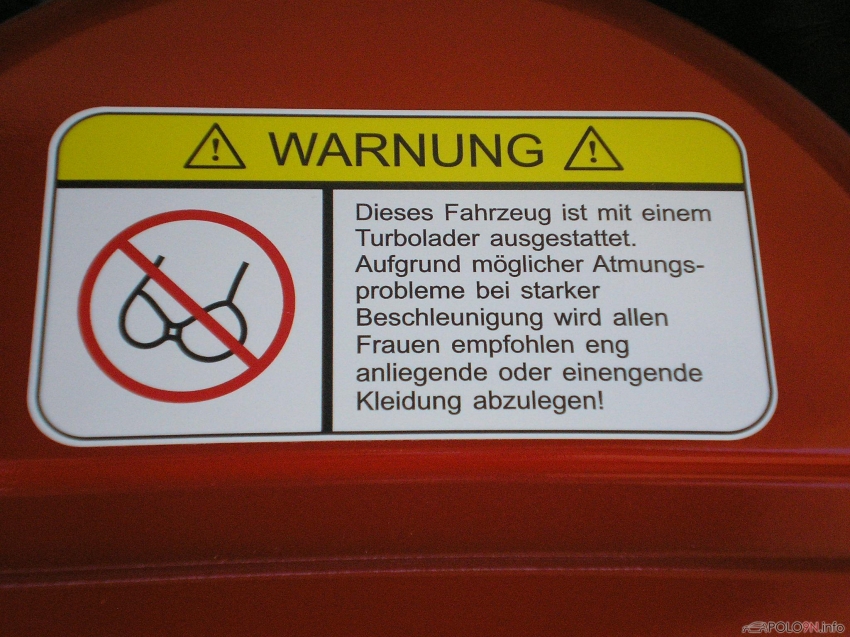 WARNUNG
Dieses Fahrzeug ist mit einem
Turbolader ausgestattet.
Aufgrund möglicher Atmungs-
probleme bei starker
Beschleunigung wird allen
Frauen empfohlen eng
anliegende oder einengende
Kleidung abzulegen!
POLO9N.info